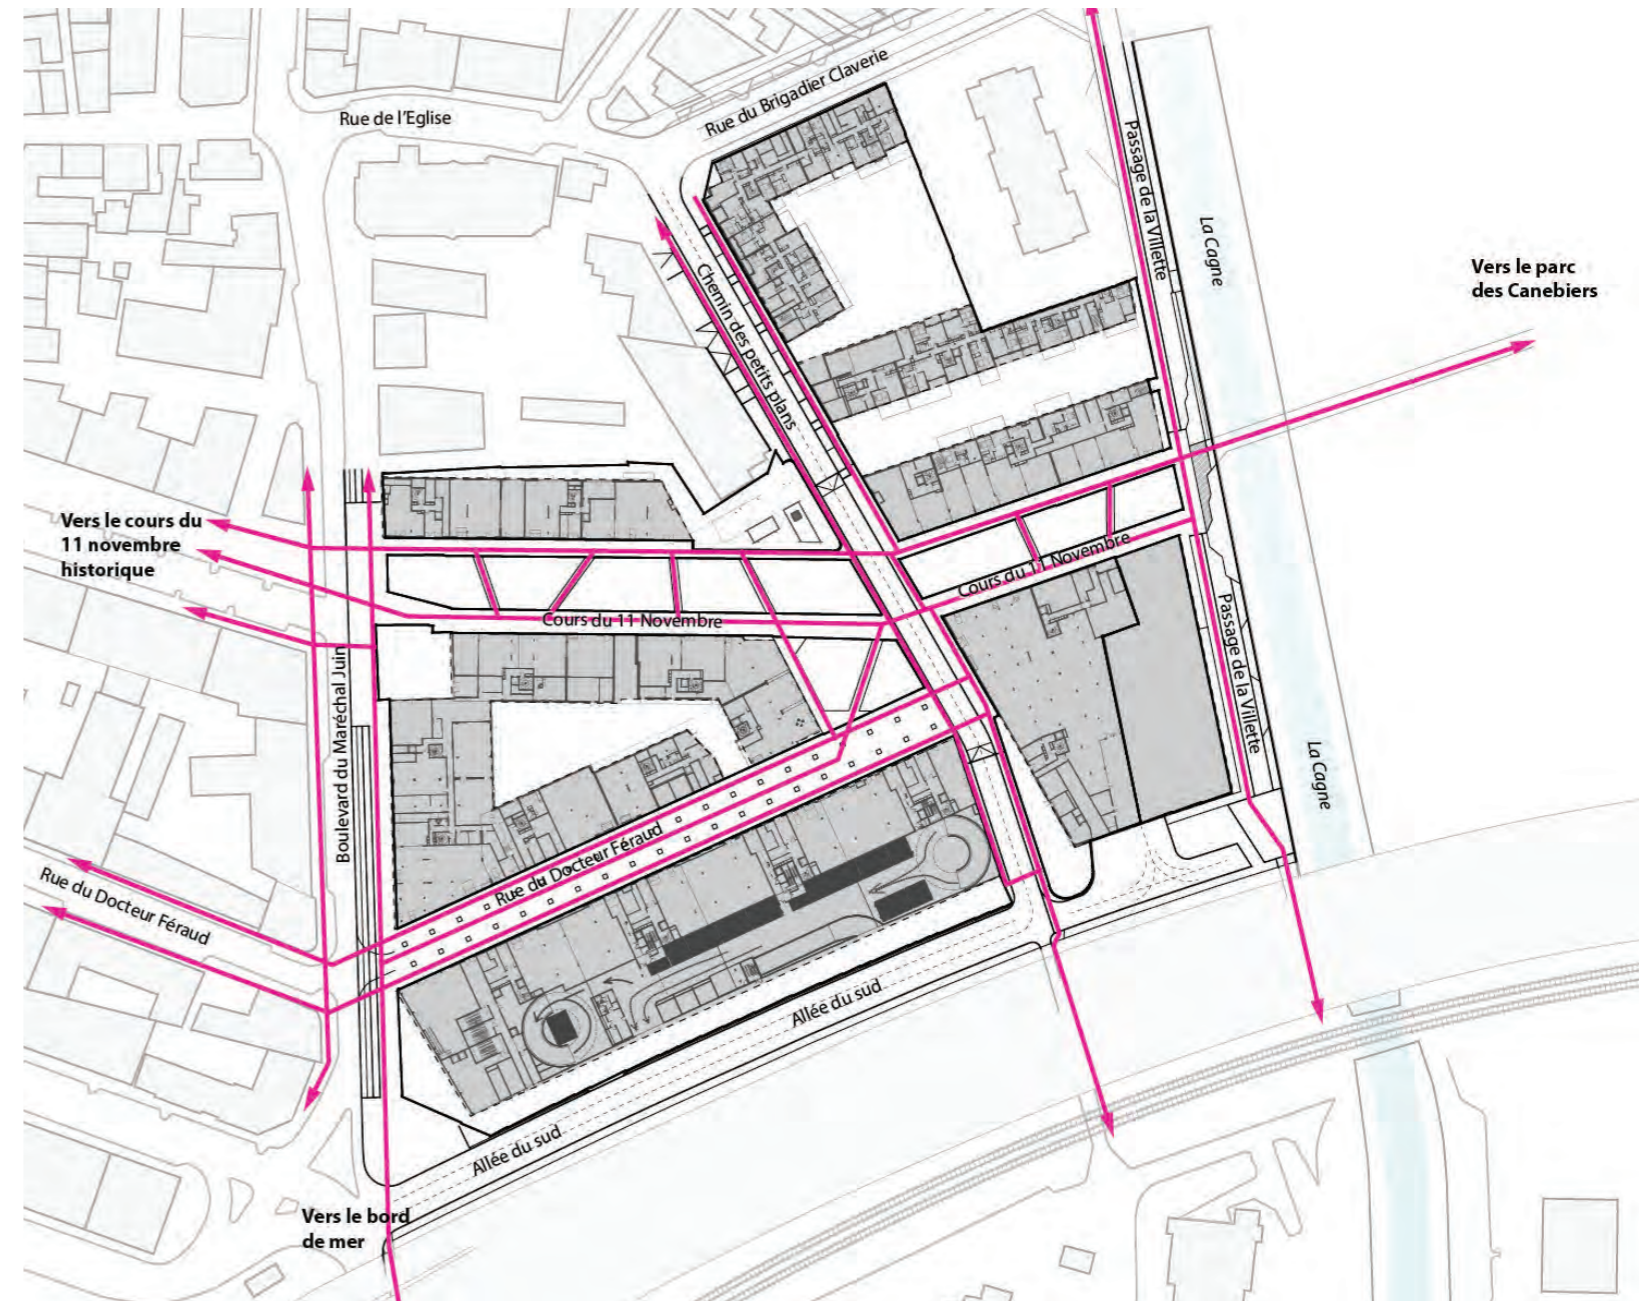 Rue de l'Eglise
Rue du Brigadier Claverie
Passage de la Villette
La Cagne
Vers le parc
des Canebiers
Chemin des petits plans
Vers le cours du
11 novembre
historique
Cours du 11 Novembre
Cours du 11 Novembre
Boulevard du Maréchal Juin
Passage de la Villette
La Cagne
Rue du Docteur Féraud
Rue du Docteur Féraud
Allée du sud
Allée du sud
Vers le bord
de mer